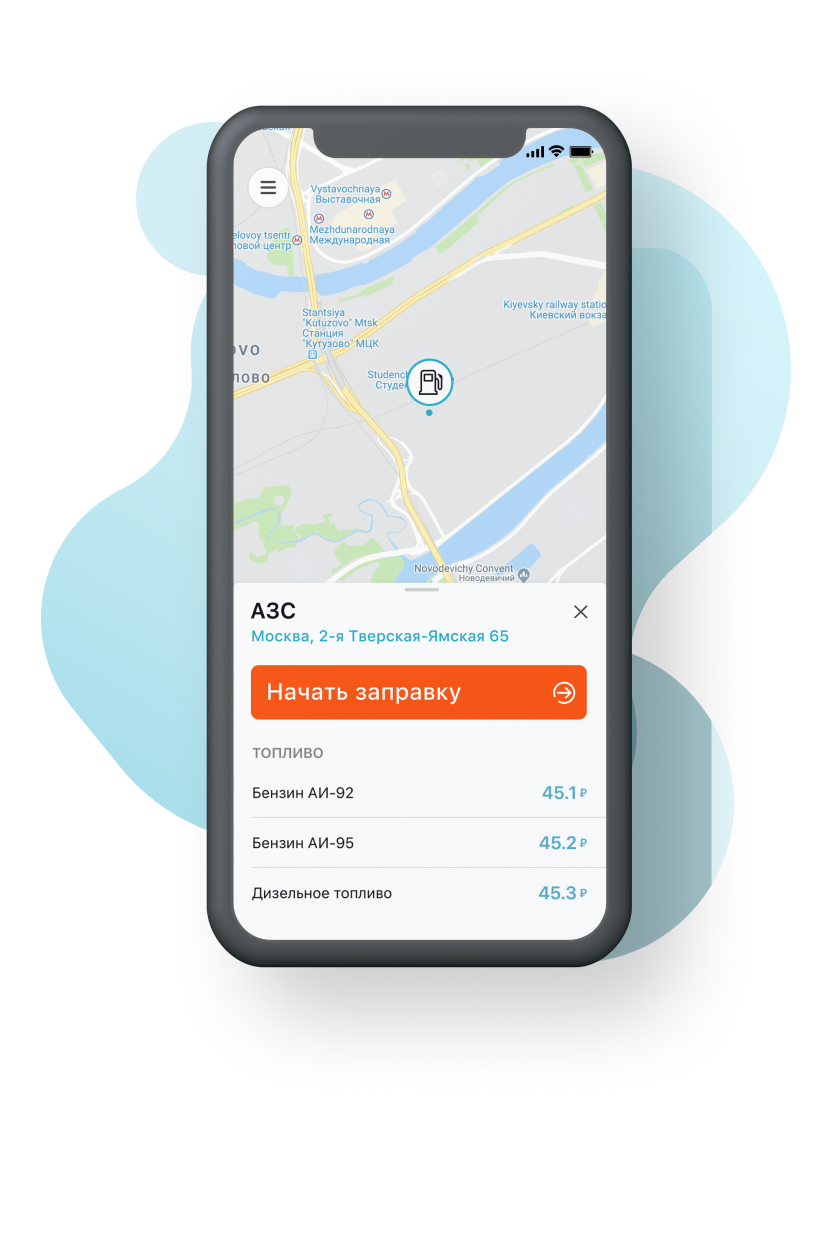 Vystavochnaya
Выставочная
Mezhdunarodnaya
Международная
elovoy tsentr
ловой центр
Kiyevsky railway statio
Киевский вокза
Stantsiya
"Kutuzovo" Mtsk
Станция
"Кутузово" МЦК
OVO
ЛОВО
Studenc
Студен
Novodevichy Convent
Новодевичий
АЗС
Москва, 2-я Тверская-Ямская 65
Начать заправку
ТОПЛИВО
Бензин АИ-92
45.1 ₽
Бензин АИ-95
45.2 ₽
Дизельное топливо
45.3 ₽